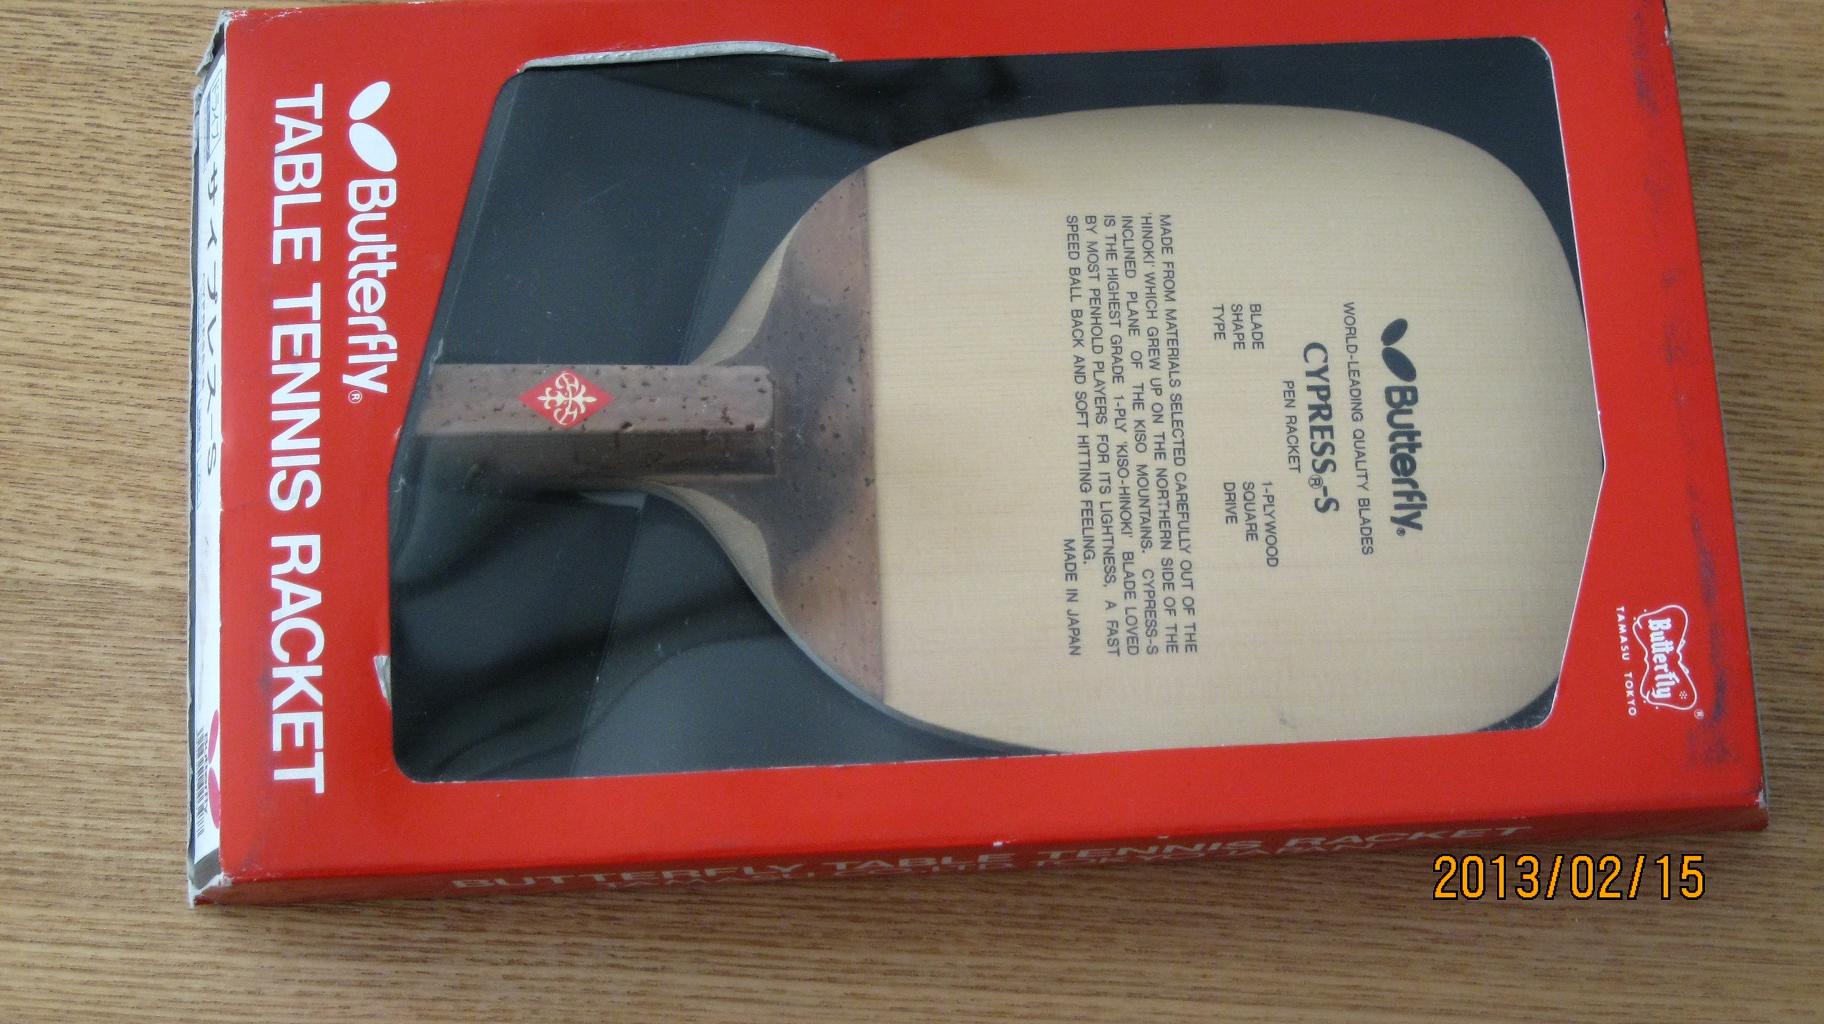 Butterfly®
TABLE TENNIS RACKET
Butterfly®
WORLD-LEADING QUALITY BLADES
CYPRESS®-S
PEN RACKET
BLADE 1-PLYWOOD
SHAPE SQUARE
TYPE DRIVE
MADE FROM MATERIALS SELECTED CAREFULLY OUT OF THE
'HINOKI' WHICH GREW UP ON THE NORTHERN SIDE OF THE
INCLINED PLANE OF THE KISO MOUNTAINS. CYPRESS-S
IS THE HIGHEST GRADE 1-PLY 'KISO-HINOKI' BLADE LOVED
BY MOST PENHOLD PLAYERS FOR ITS LIGHTNESS, A FAST
SPEED BALL BACK AND SOFT HITTING FEELING.
MADE IN JAPAN
Butterfly®
TAMASU TOKYO
サイプレス-S
BUTTERFLY TABLE TENNIS RACKET
2013/02/15